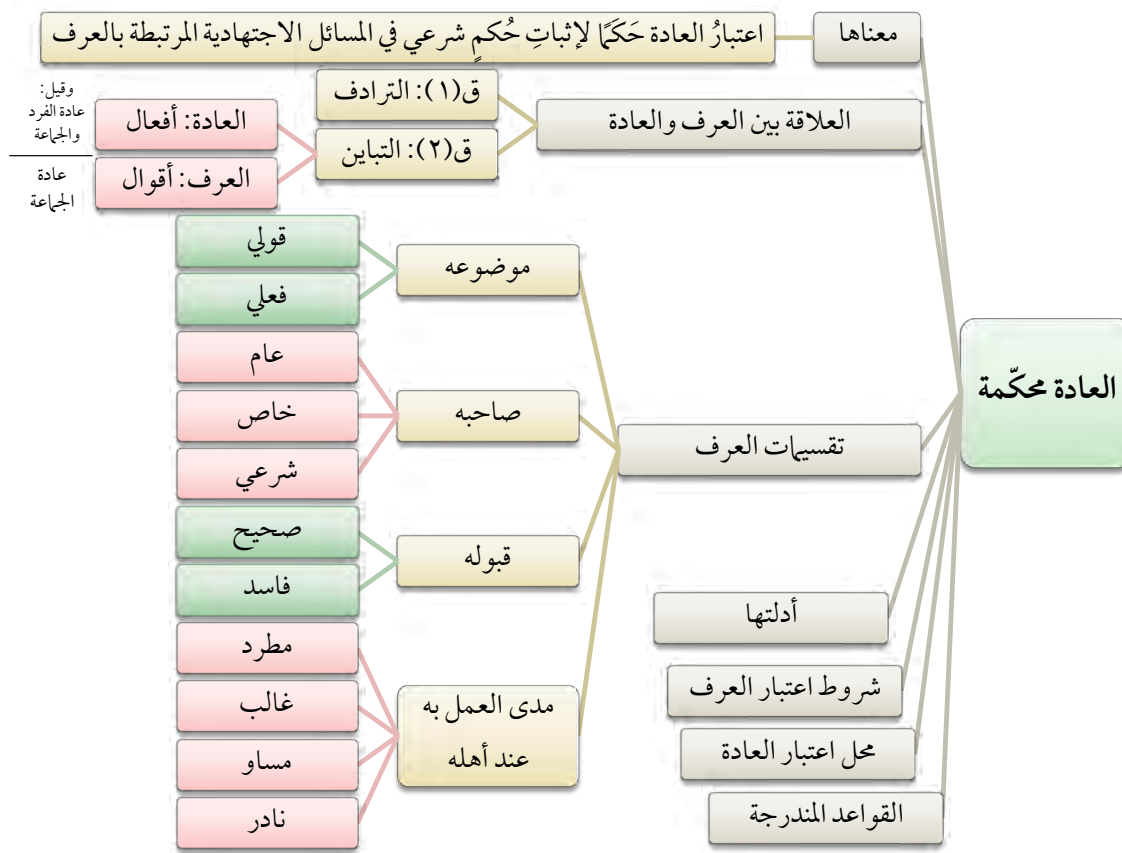 العادة محكّمة
معناها
اعتبارُ العادة حَكَمًا لإثباتِ حُكمٍ شرعي في المسائل الاجتهادية المرتبطة بالعرف
العلاقة بين العرف والعادة
ق(١): الترادف
ق(٢): التباين
العادة: أفعال
العرف: أقوال
وقيل:
عادة الفرد
والجماعة
عادة
الجماعة
تقسيمات العرف
موضوعه
قولي
فعلي
صاحبه
عام
خاص
شرعي
قبوله
صحيح
فاسد
مدى العمل به
عند أهله
مطرد
غالب
مساو
نادر
أدلتها
شروط اعتبار العرف
محل اعتبار العادة
القواعد المندرجة